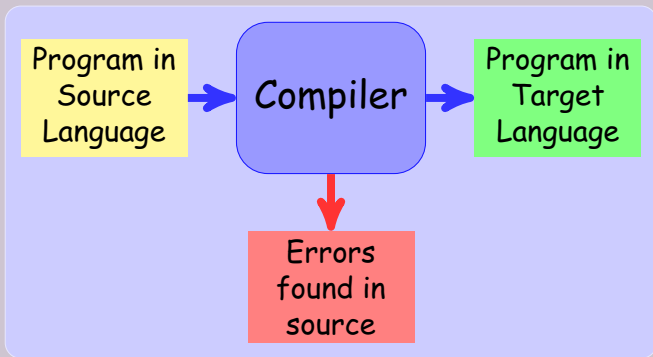 Program in
Source
Language
Compiler
Program in
Target
Language
Errors
found in
source